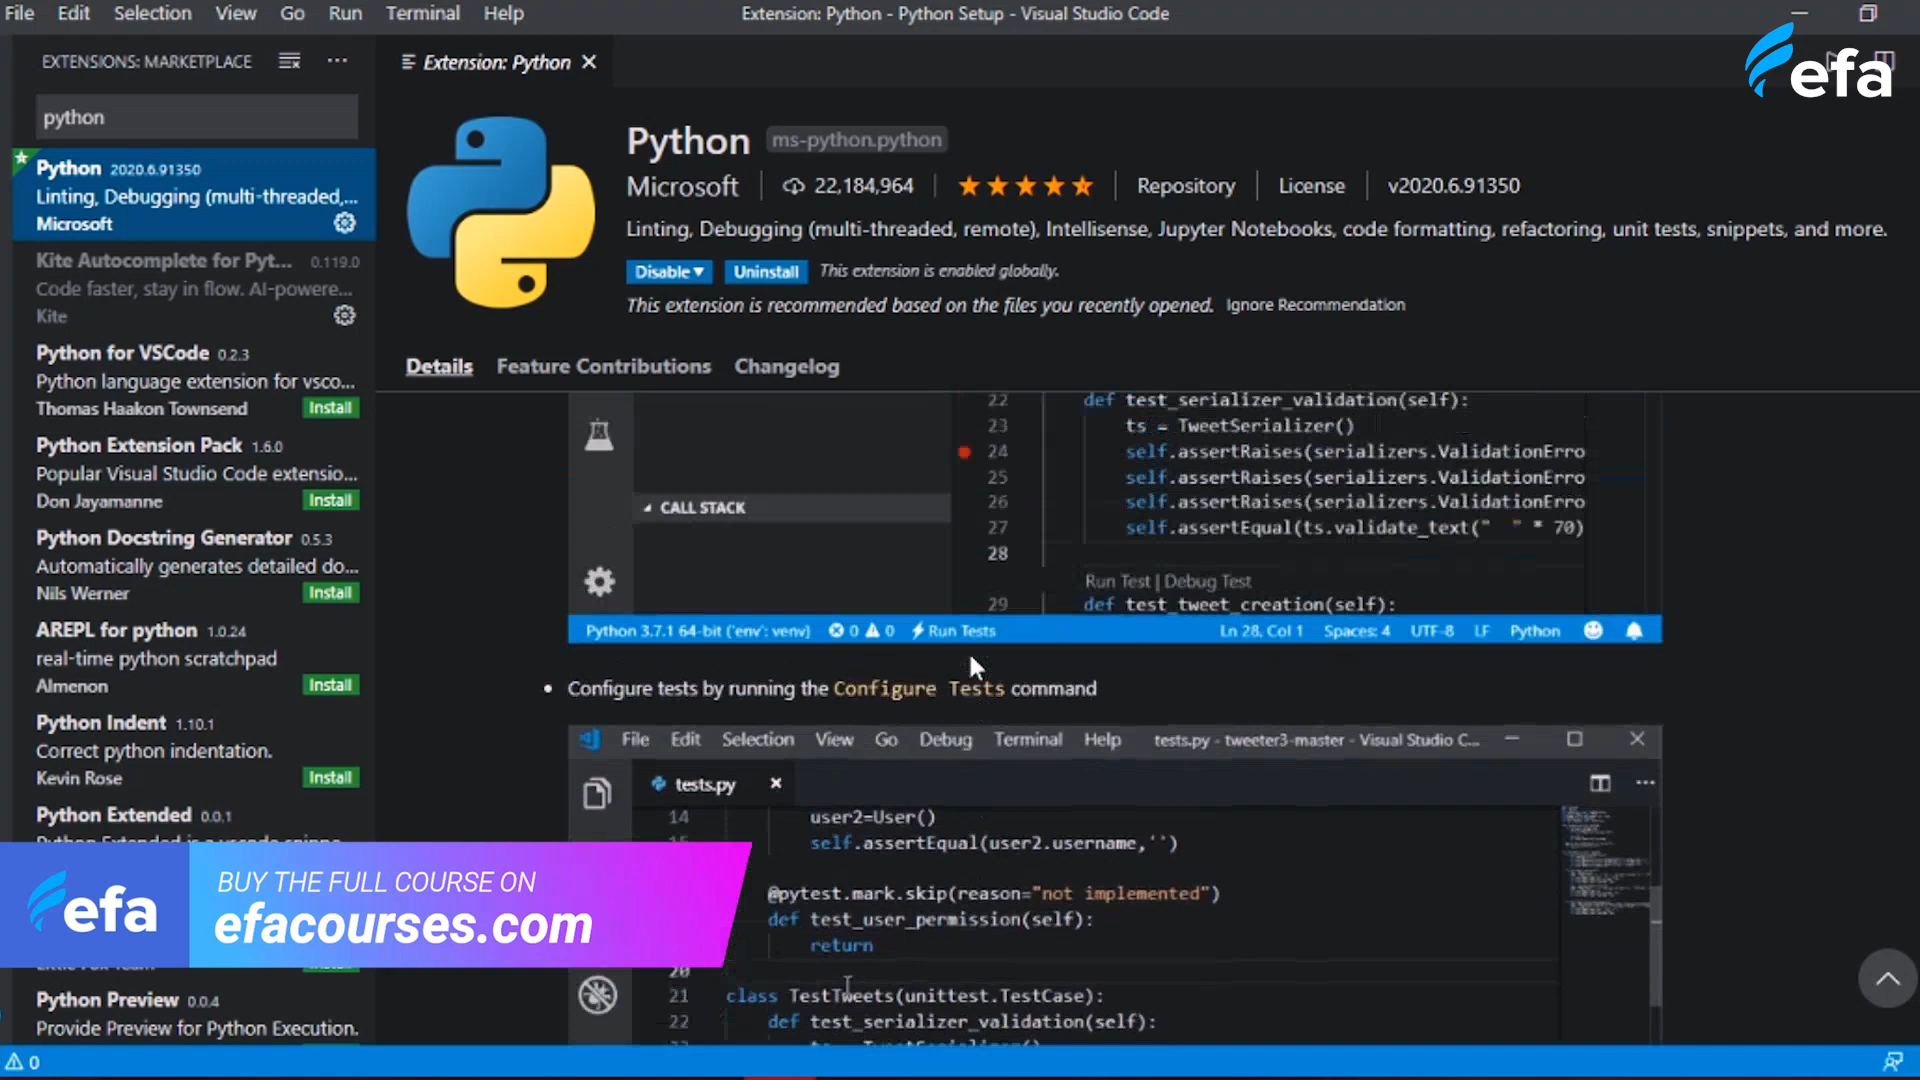 File Edit Selection View Go Run Terminal Help
Extension: Python - Python Setup - Visual Studio Code
efa
EXTENSIONS: MARKETPLACE
python
Python 2020.6.91350
Linting, Debugging (multi-threaded,...
Microsoft
Kite Autocomplete for Pyt... 0.119.0
Code faster, stay in flow. AI-powere...
Kite
Python for VSCode 0.2.3
Python language extension for vsco...
Thomas Haakon Townsend Install
Python Extension Pack 1.6.0
Popular Visual Studio Code extensio...
Don Jayamanne Install
Python Docstring Generator 0.5.3
Automatically generates detailed do...
Nils Werner Install
AREPL for python 1.0.24
real-time python scratchpad
Almenon Install
Python Indent 1.10.1
Correct python indentation.
Kevin Rose Install
Python Extended 0.0.1
Python Preview 0.0.4
Provide Preview for Python Execution.
Extension: Python
Python ms-python.python
Microsoft 22,184,964 Repository License v2020.6.91350
Linting, Debugging (multi-threaded, remote), Intellisense, Jupyter Notebooks, code formatting, refactoring, unit tests, snippets, and more.
Disable Uninstall This extension is enabled globally.
This extension is recommended based on the files you recently opened. Ignore Recommendation
Details Feature Contributions Changelog
CALL STACK
22 def test_serializer_validation(self):
23 ts = TweetSerializer()
24 self.assertRaises(serializers.ValidationErro
25 self.assertRaises(serializers.ValidationErro
26 self.assertRaises(serializers.ValidationErro
27 self.assertEqual(ts.validate_text(" " * 70)
28
Run Test | Debug Test
29 def test_tweet_creation(self):
Python 3.7.1 64-bit ('env': venv) 0 0 Run Tests Ln 28, Col 1 Spaces: 4 UTF-8 LF Python
Configure tests by running the Configure Tests command
File Edit Selection View Go Debug Terminal Help tests.py - tweeter3-master - Visual Studio C...
tests.py
14 user2=User()
self.assertEqual(user2.username,'')
@pytest.mark.skip(reason="not implemented")
def test_user_permission(self):
return
20
21 class TestTweets(unittest.TestCase):
22 def test_serializer_validation(self):
efa
BUY THE FULL COURSE ON
efacourses.com
0